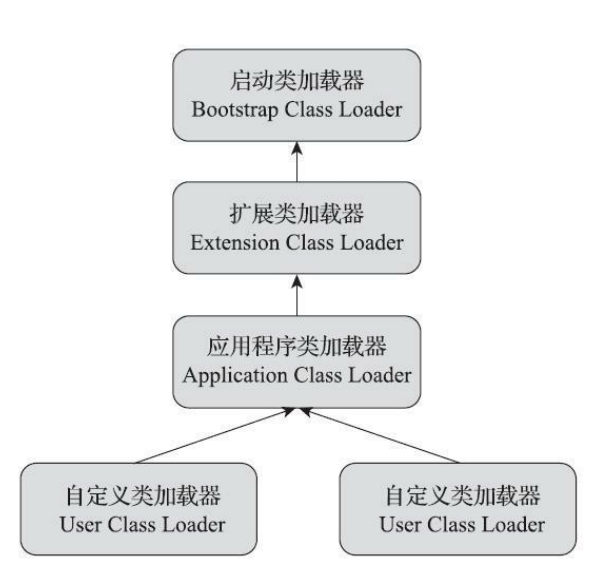 启动类加载器
Bootstrap Class Loader
扩展类加载器
Extension Class Loader
应用程序类加载器
Application Class Loader
自定义类加载器
User Class Loader
自定义类加载器
User Class Loader